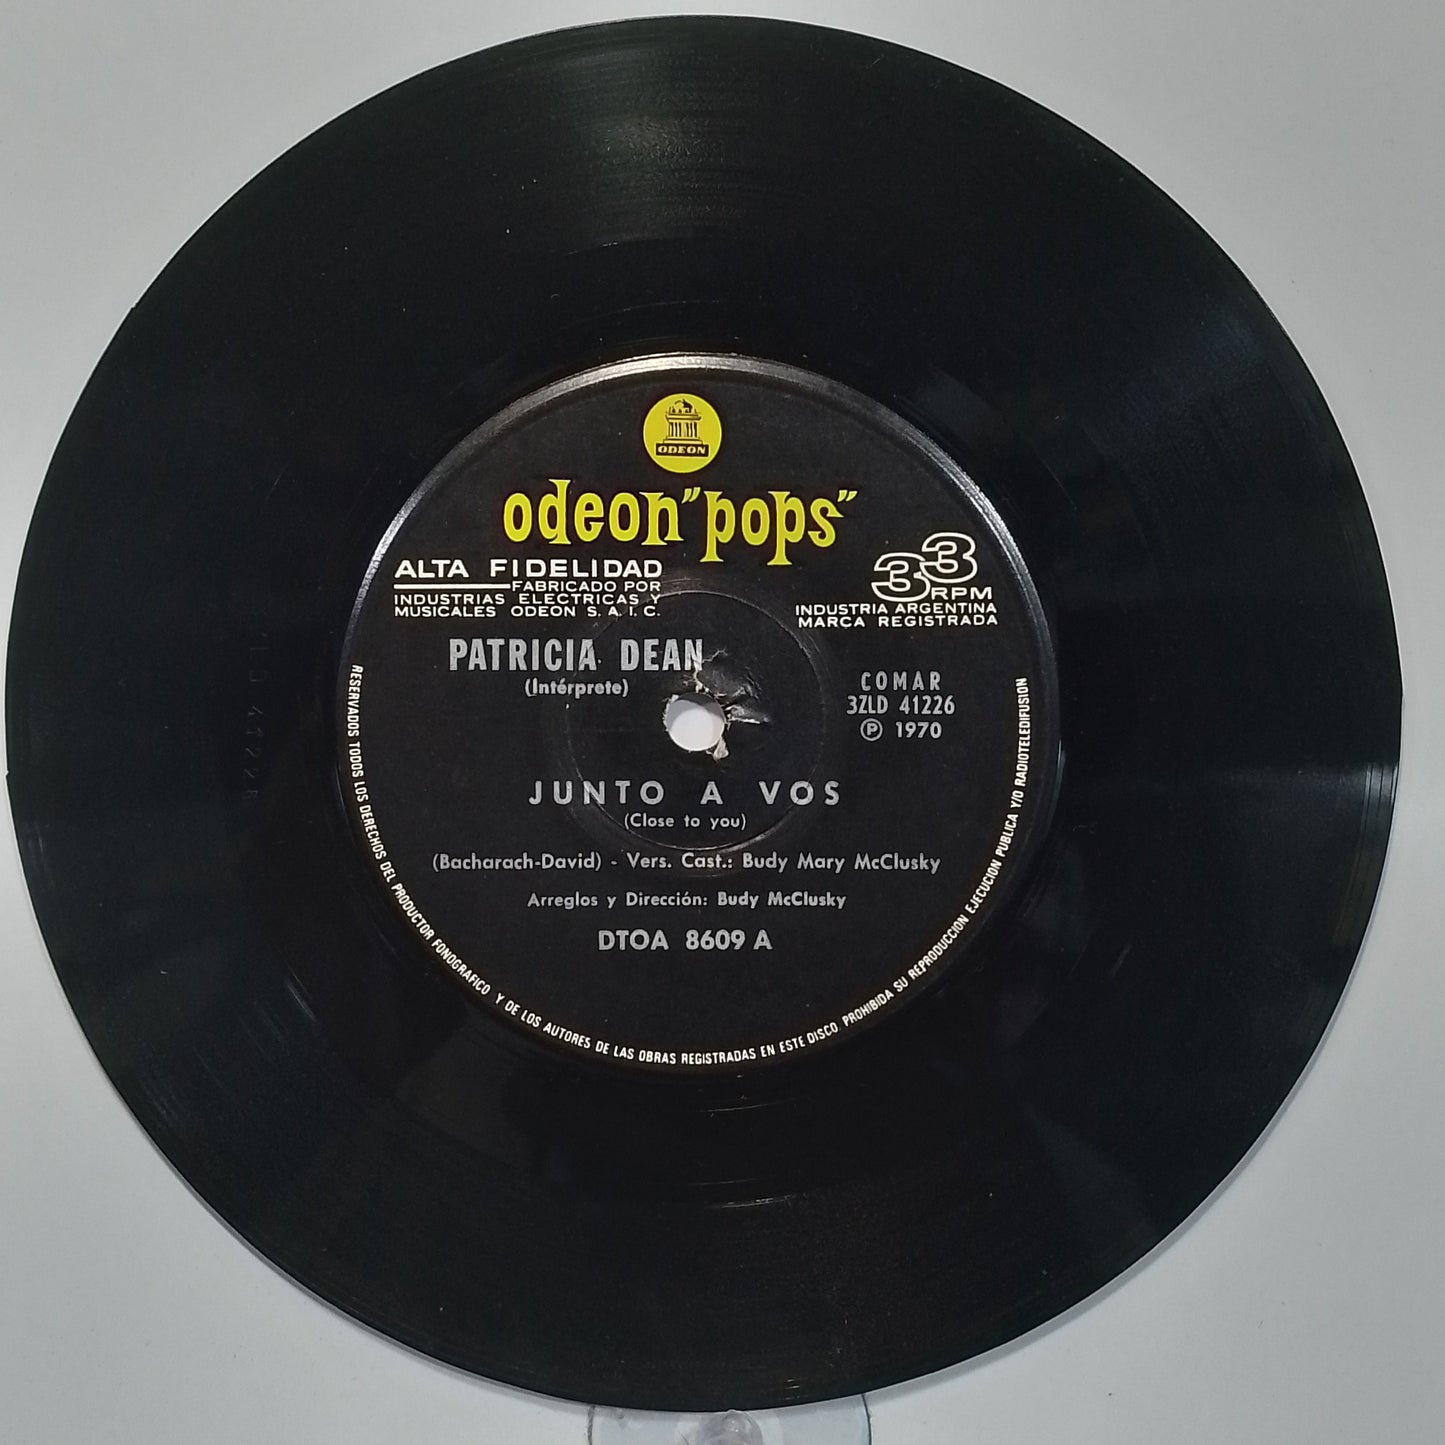 ODEON
odeon"pops"
ALTA FIDELIDAD
FABRICADO POR
INDUSTRIAS ELECTRICAS Y
MUSICALES ODEON S. A. I. C.
33
RPM
INDUSTRIA ARGENTINA
MARCA REGISTRADA
PATRICIA DEAN
(Intérprete)
COMAR
3ZLD 41226
Ⓟ 1970
JUNTO A VOS
(Close to you)
(Bacharach-David) - Vers. Cast.: Budy Mary McClusky
Arreglos y Dirección: Budy McClusky
DTOA 8609 A
RESERVADOS TODOS LOS DERECHOS DEL PRODUCTOR FONOGRAFICO Y DE LOS AUTORES DE LAS OBRAS REGISTRADAS EN ESTE DISCO PROHIBIDA SU REPRODUCCION EJECUCION PUBLICA Y/O RADIOTELEDIFUSION